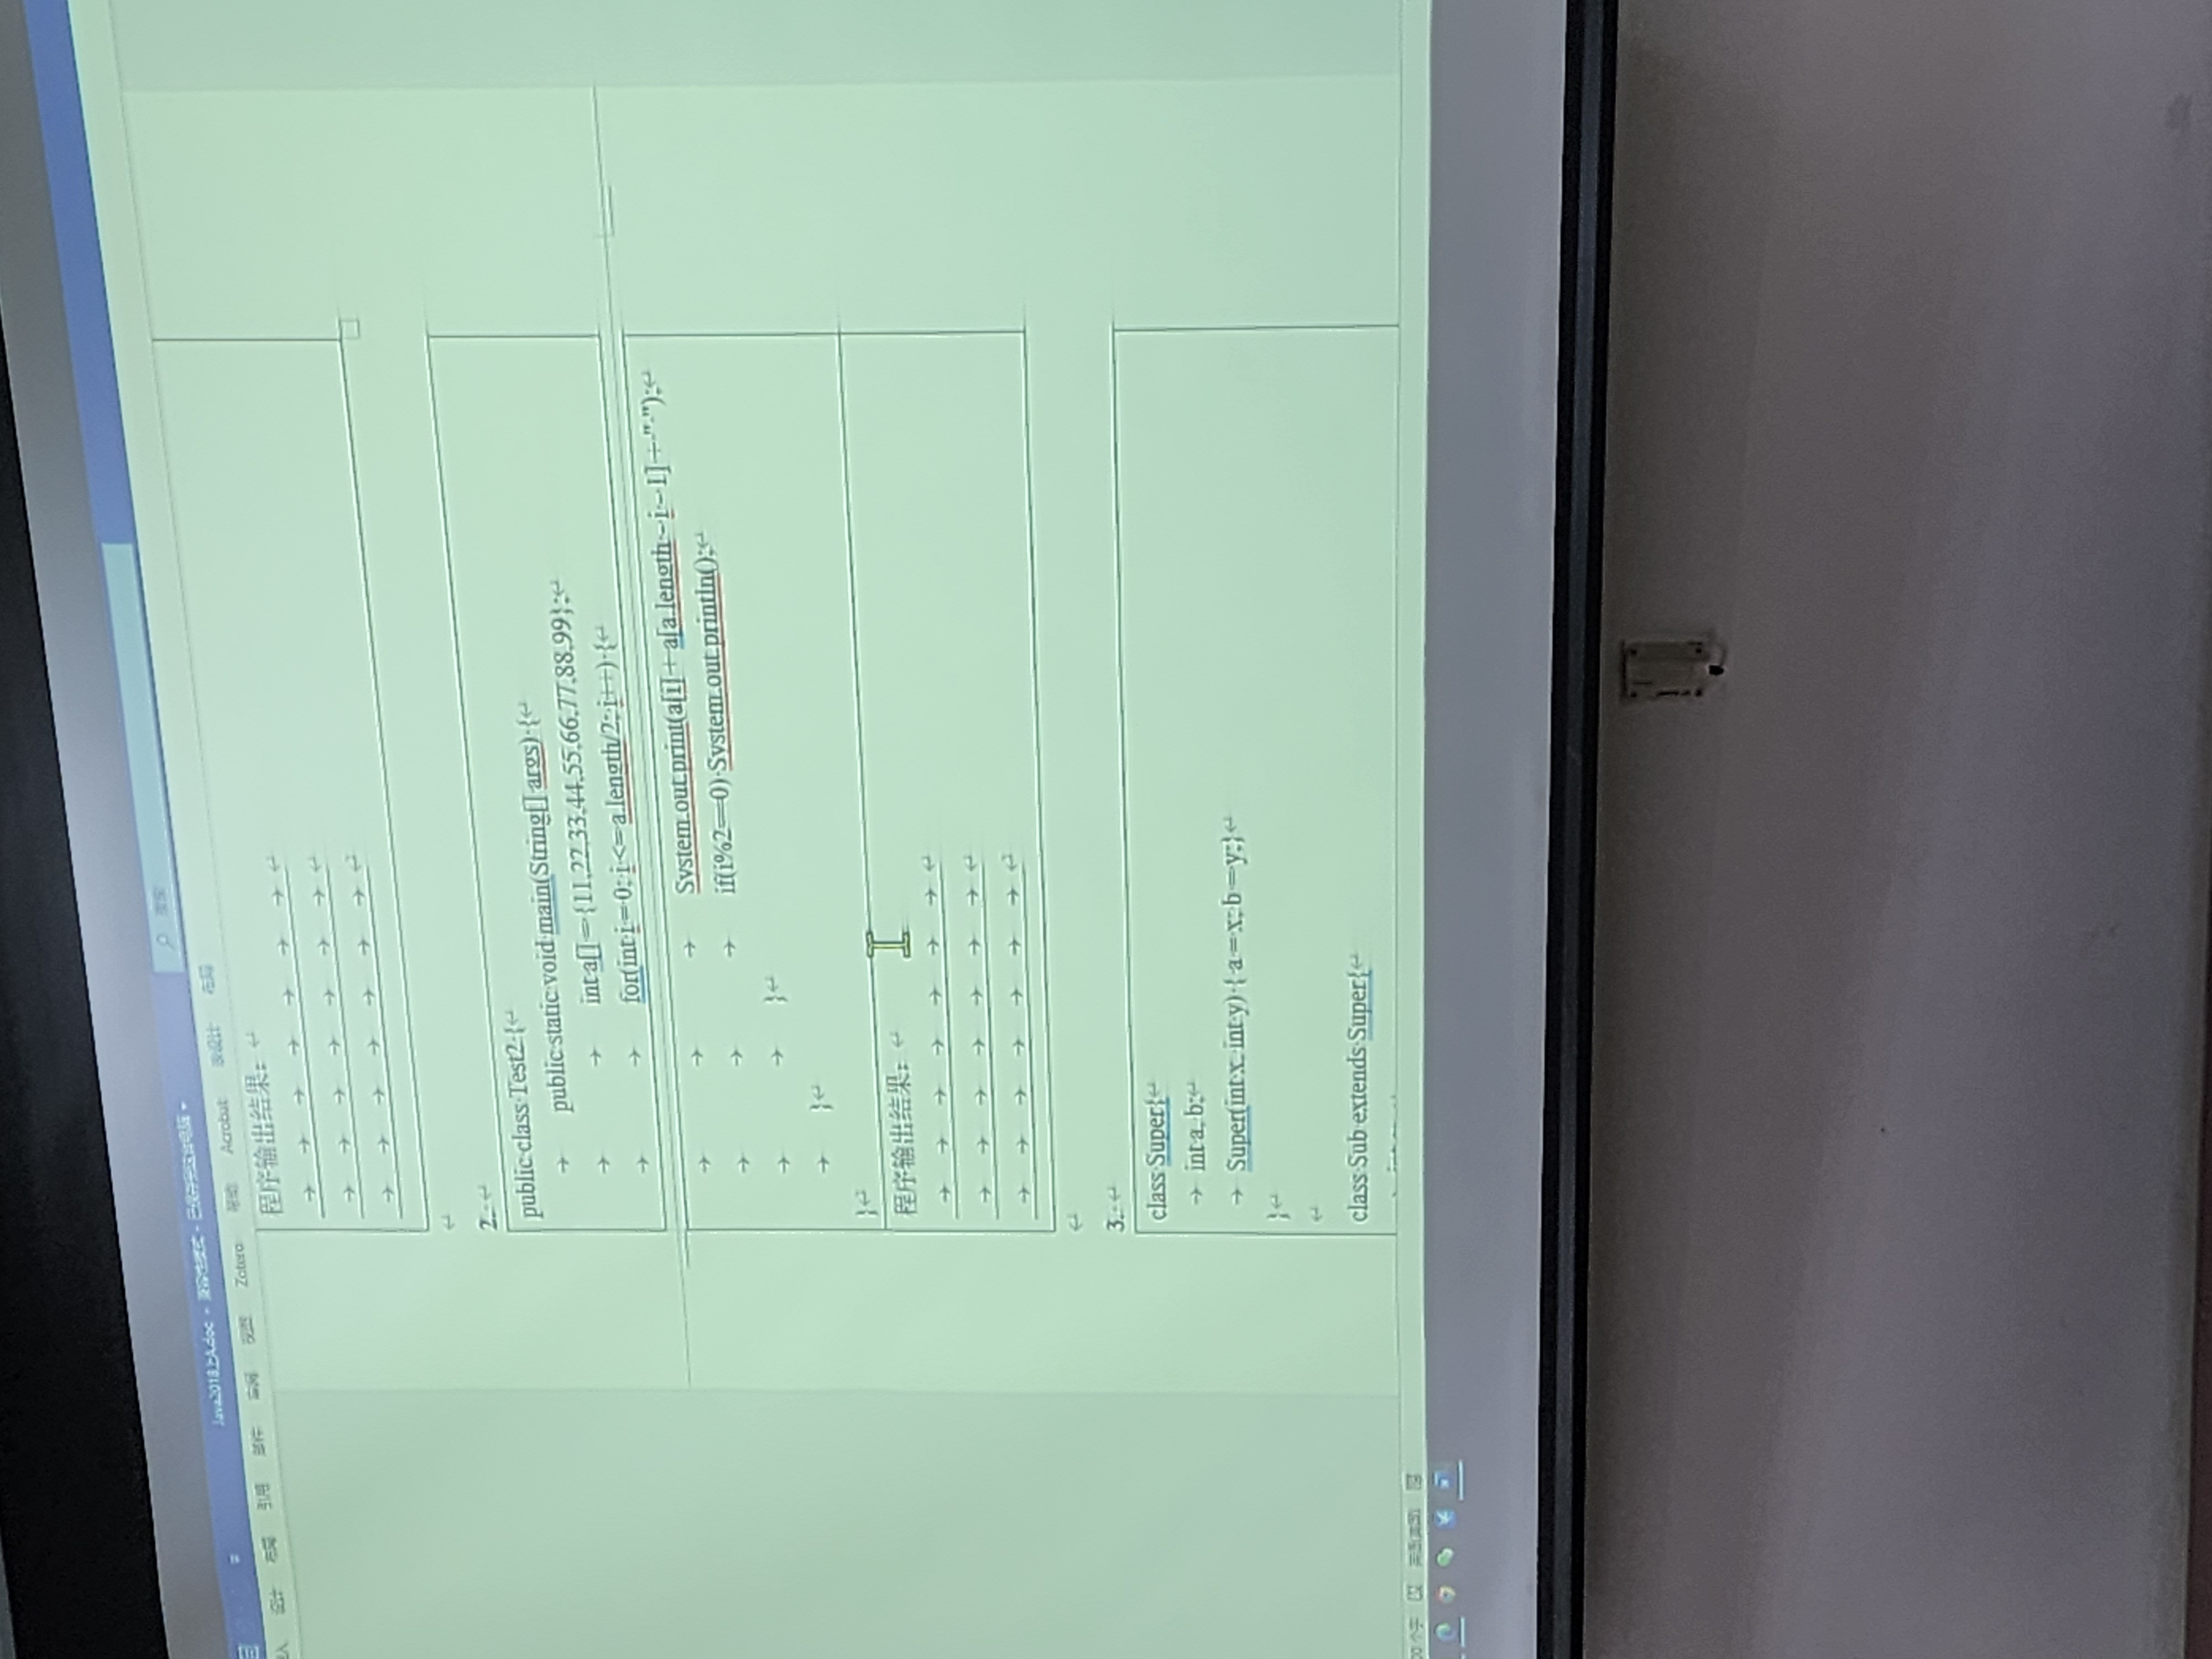 Java2018上A.doc - 兼容性模式 - 已保存到这台电脑
搜索
入 设计 布局 引用 邮件 审阅 视图 Zotero 帮助 Acrobat 表设计 布局
程序输出结果：
2.
public class Test2 {
public static void main(String[] args) {
int a[] = {11,22,33,44,55,66,77,88,99};
for(int i = 0; i <= a.length/2; i++) {
System.out.print(a[i] + a[a.length - i - 1] + " ");
if(i%2==0) System.out.println();
}
}
}
程序输出结果：
3.
class Super{
int a, b;
Super(int x, int y) { a = x; b = y;}
}
class Sub extends Super{
个字 英语(美国)